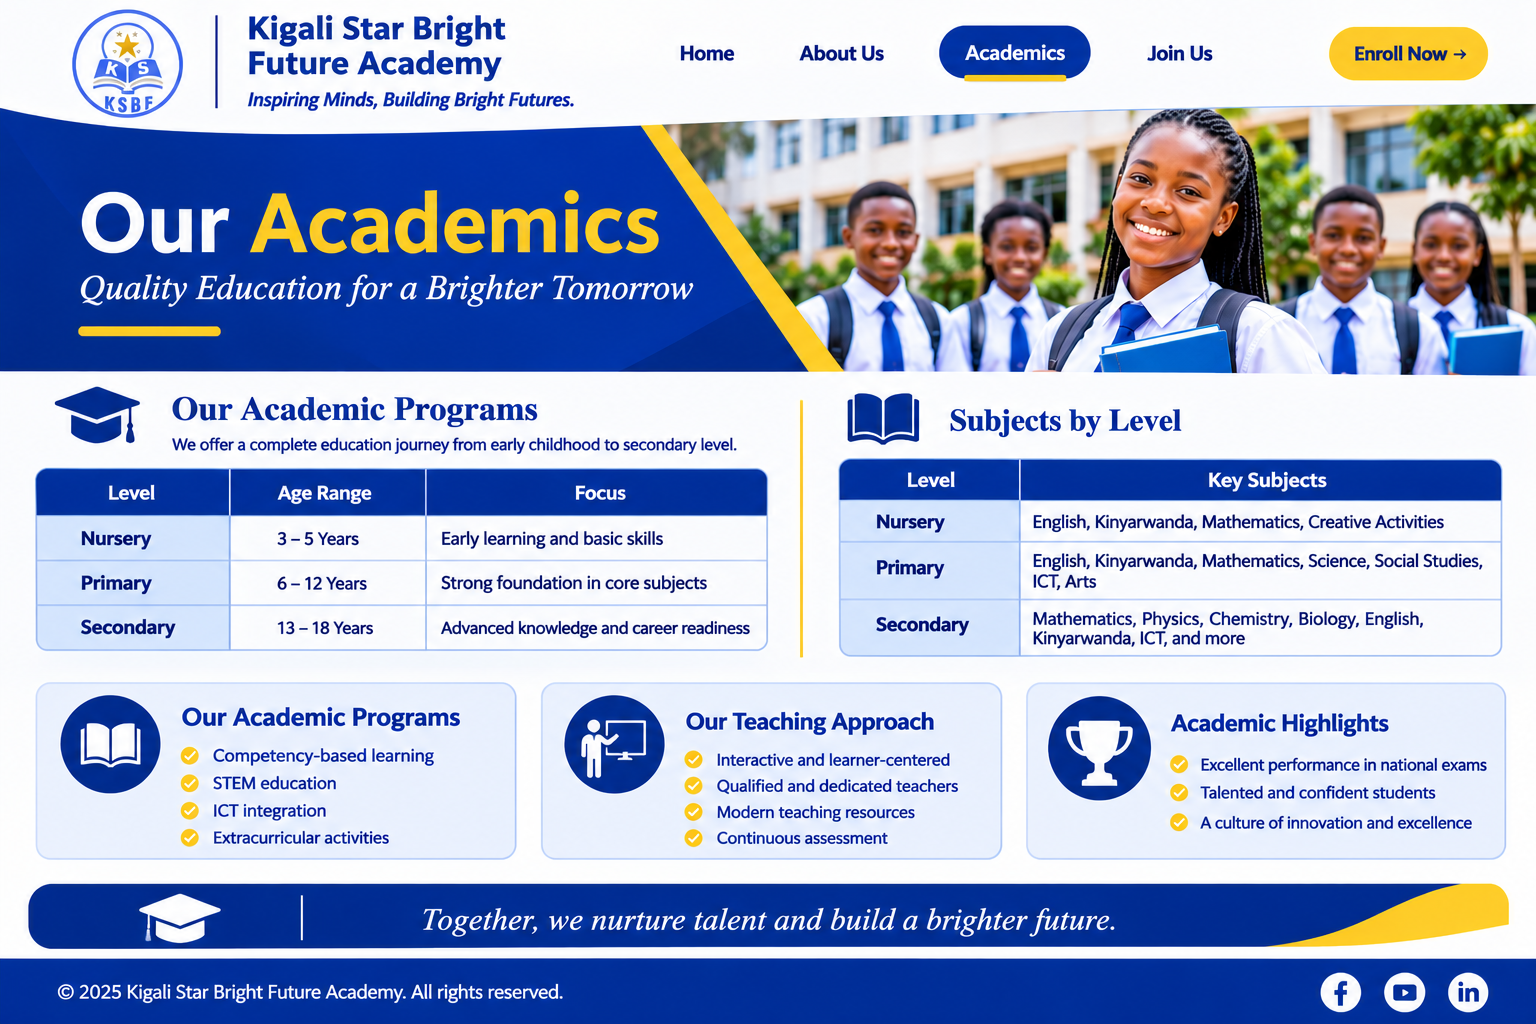 K S
KSBF
Kigali Star Bright
Future Academy
Inspiring Minds, Building Bright Futures.
Home
About Us
Academics
Join Us
Enroll Now →
Our Academics
Quality Education for a Brighter Tomorrow
Our Academic Programs
We offer a complete education journey from early childhood to secondary level.
Level Age Range Focus
Nursery 3 – 5 Years Early learning and basic skills
Primary 6 – 12 Years Strong foundation in core subjects
Secondary 13 – 18 Years Advanced knowledge and career readiness
Subjects by Level
Level Key Subjects
Nursery English, Kinyarwanda, Mathematics, Creative Activities
Primary English, Kinyarwanda, Mathematics, Science, Social Studies,
ICT, Arts
Secondary Mathematics, Physics, Chemistry, Biology, English,
Kinyarwanda, ICT, and more
Our Academic Programs
Competency-based learning
STEM education
ICT integration
Extracurricular activities
Our Teaching Approach
Interactive and learner-centered
Qualified and dedicated teachers
Modern teaching resources
Continuous assessment
Academic Highlights
Excellent performance in national exams
Talented and confident students
A culture of innovation and excellence
Together, we nurture talent and build a brighter future.
© 2025 Kigali Star Bright Future Academy. All rights reserved.
f
in